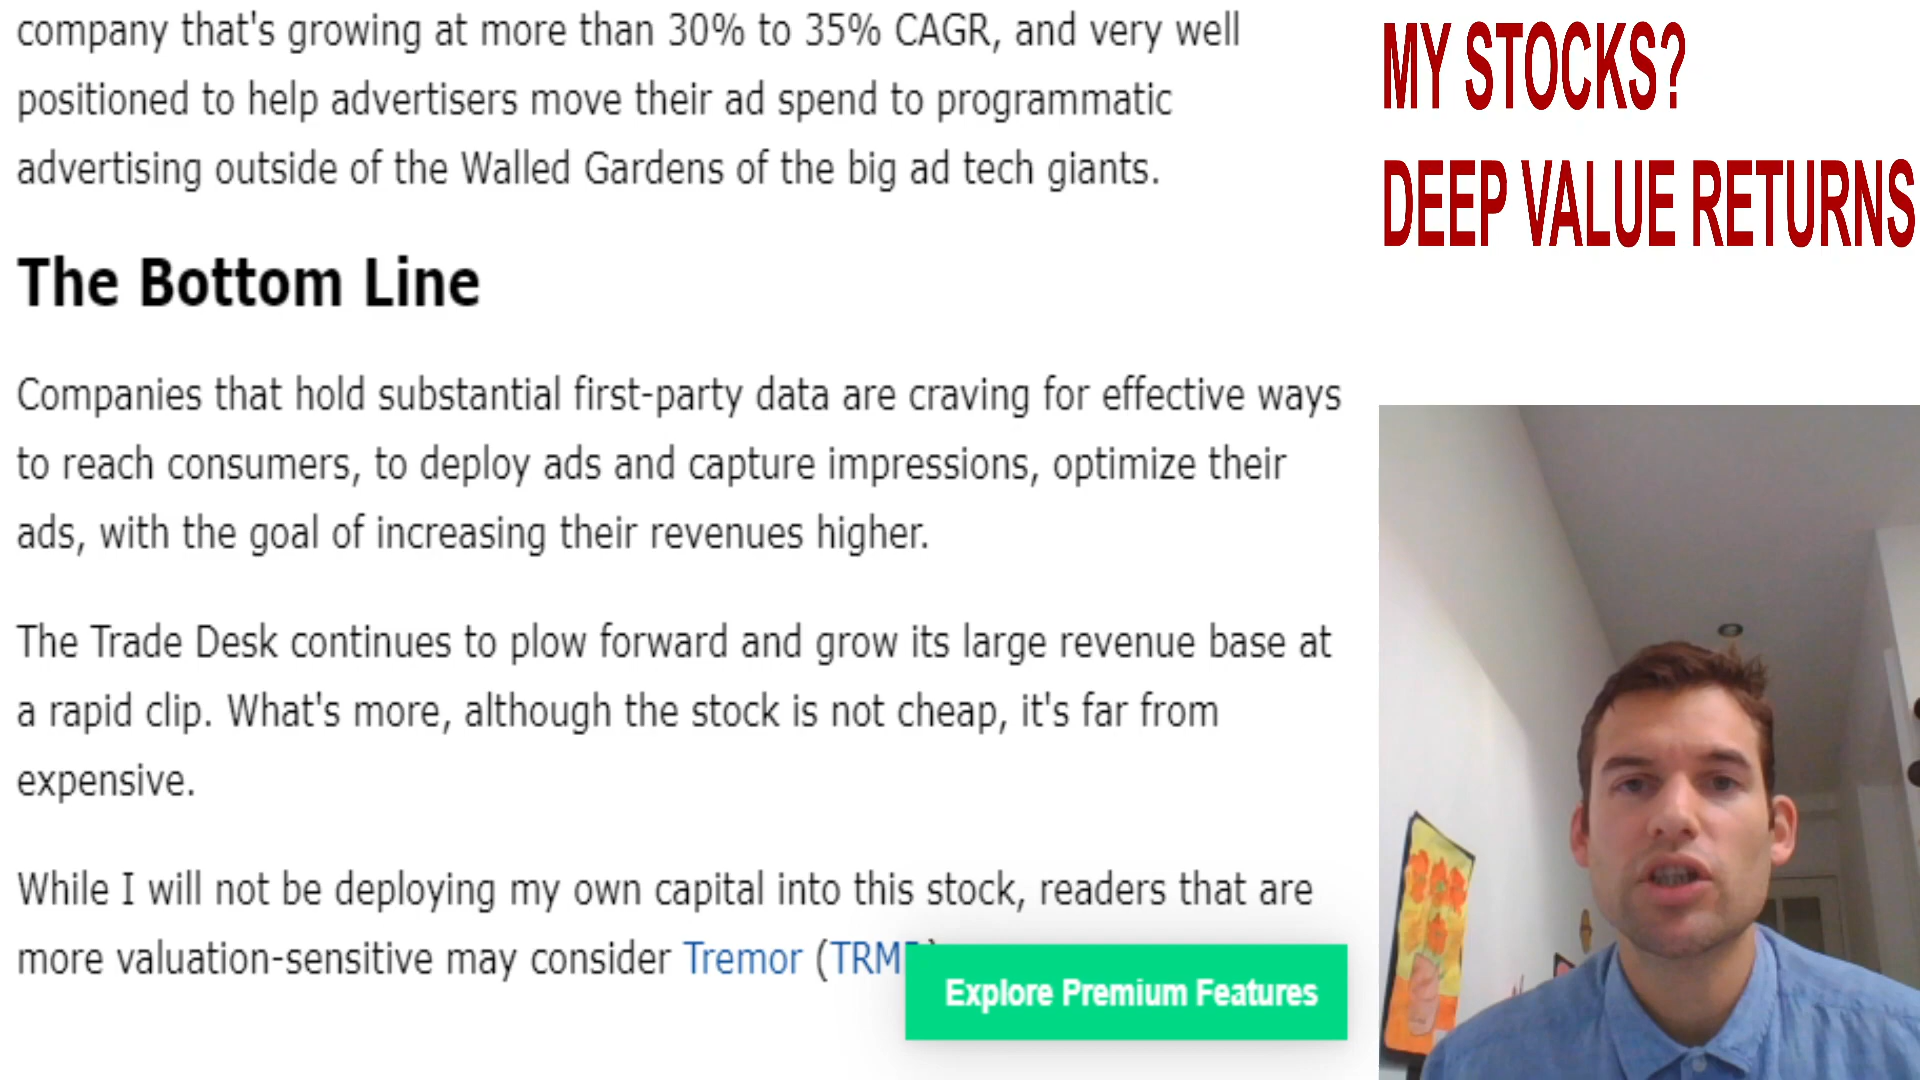 company that's growing at more than 30% to 35% CAGR, and very well
positioned to help advertisers move their ad spend to programmatic
advertising outside of the Walled Gardens of the big ad tech giants.
The Bottom Line
Companies that hold substantial first-party data are craving for effective ways
to reach consumers, to deploy ads and capture impressions, optimize their
ads, with the goal of increasing their revenues higher.
The Trade Desk continues to plow forward and grow its large revenue base at
a rapid clip. What's more, although the stock is not cheap, it's far from
expensive.
While I will not be deploying my own capital into this stock, readers that are
more valuation-sensitive may consider Tremor (TRM
Explore Premium Features
MY STOCKS?
DEEP VALUE RETURNS